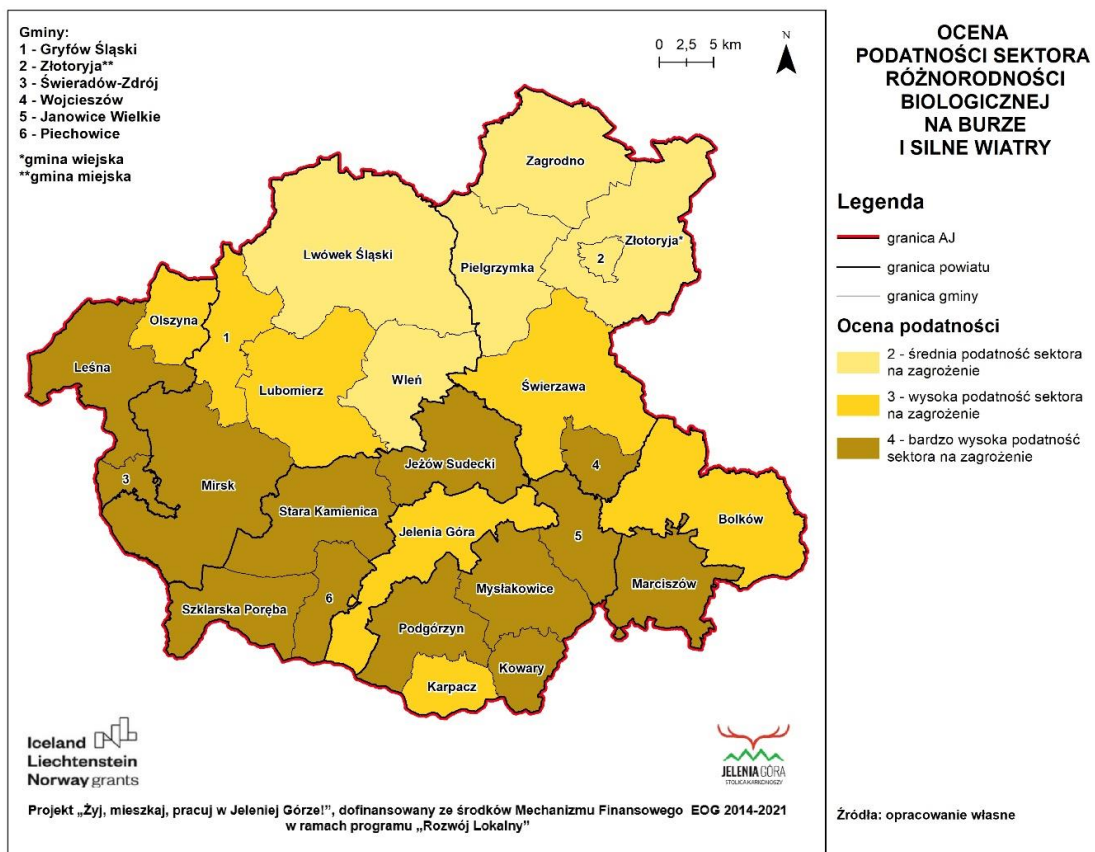 Gminy:
1 - Gryfów Śląski
2 - Złotoryja**
3 - Świeradów-Zdrój
4 - Wojcieszów
5 - Janowice Wielkie
6 - Piechowice
*gmina wiejska
**gmina miejska
0 2,5 5 km
N
Zagrodno
Złotoryja*
2
Lwówek Śląski
Pielgrzymka
Olszyna
1
Leśna
Lubomierz
Wleń
Świerzawa
Jeżów Sudecki
4
3
Mirsk
Stara Kamienica
Jelenia Góra
Bolków
5
Marciszów
Mysłakowice
6
Szklarska Poręba
Podgórzyn
Kowary
Karpacz
Iceland
Liechtenstein
Norway grants
JELENIA GÓRA
STOLICA KARKONOSZY
Projekt „Żyj, mieszkaj, pracuj w Jeleniej Górze!”, dofinansowany ze środków Mechanizmu Finansowego EOG 2014-2021
w ramach programu „Rozwój Lokalny”
OCENA
PODATNOŚCI SEKTORA
RÓŻNORODNOŚCI
BIOLOGICZNEJ
NA BURZE
I SILNE WIATRY
Legenda
granica AJ
granica powiatu
granica gminy
Ocena podatności
2 - średnia podatność sektora
na zagrożenie
3 - wysoka podatność sektora
na zagrożenie
4 - bardzo wysoka podatność
sektora na zagrożenie
Źródła: opracowanie własne